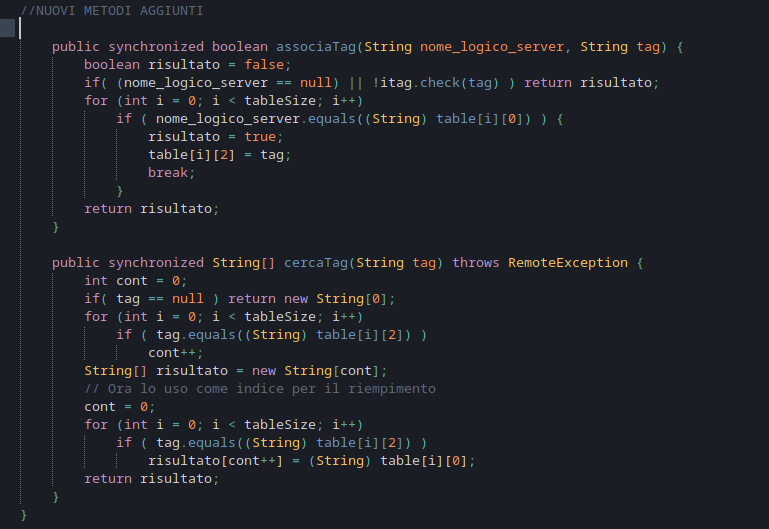 //NUOVI METODI AGGIUNTI
public synchronized boolean associaTag(String nome_logico_server, String tag) {
boolean risultato = false;
if( (nome_logico_server == null) || !itag.check(tag) ) return risultato;
for (int i = 0; i < tableSize; i++)
if ( nome_logico_server.equals((String) table[i][0]) ) {
risultato = true;
table[i][2] = tag;
break;
}
return risultato;
}
public synchronized String[] cercaTag(String tag) throws RemoteException {
int cont = 0;
if( tag == null ) return new String[0];
for (int i = 0; i < tableSize; i++)
if ( tag.equals((String) table[i][2]) )
cont++;
String[] risultato = new String[cont];
// Ora lo uso come indice per il riempimento
cont = 0;
for (int i = 0; i < tableSize; i++)
if ( tag.equals((String) table[i][2]) )
risultato[cont++] = (String) table[i][0];
return risultato;
}
}